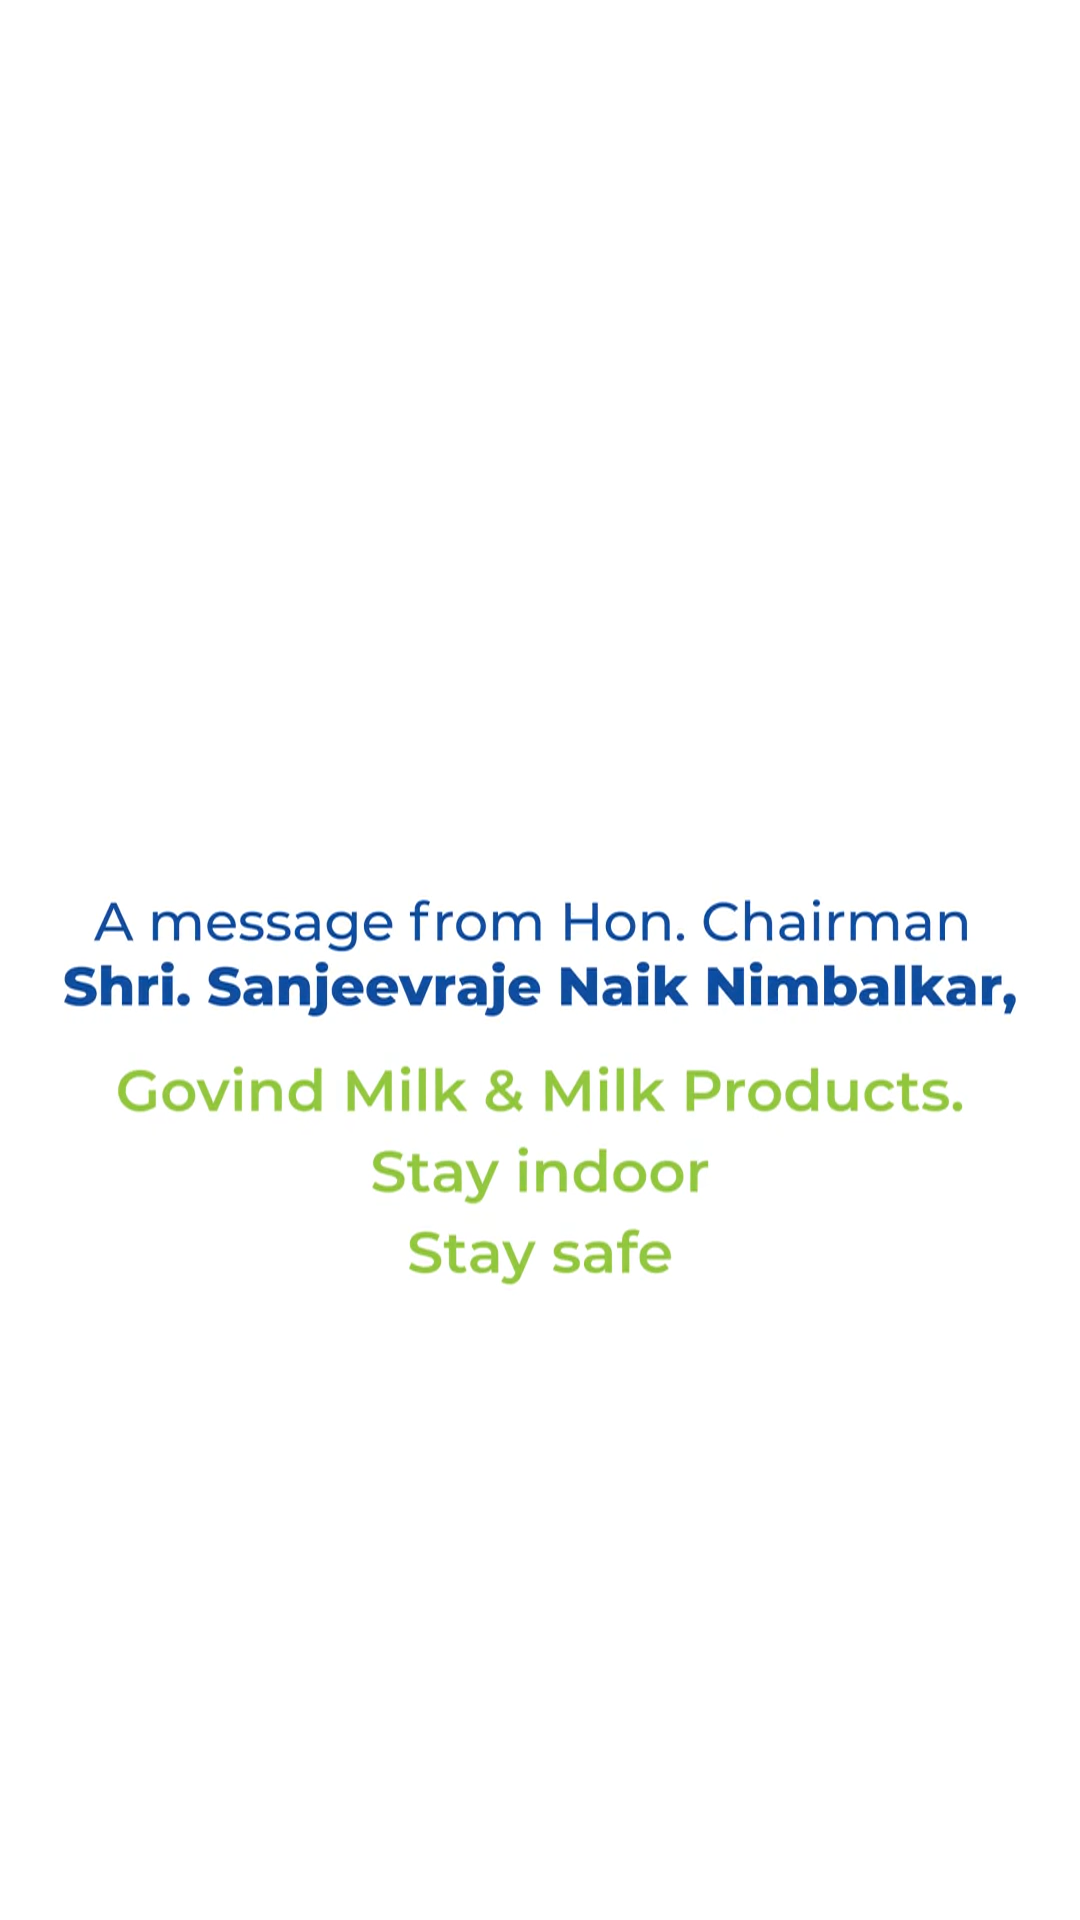 A message from Hon. Chairman
Shri. Sanjeevraje Naik Nimbalkar,
Govind Milk & Milk Products.
Stay indoor
Stay safe